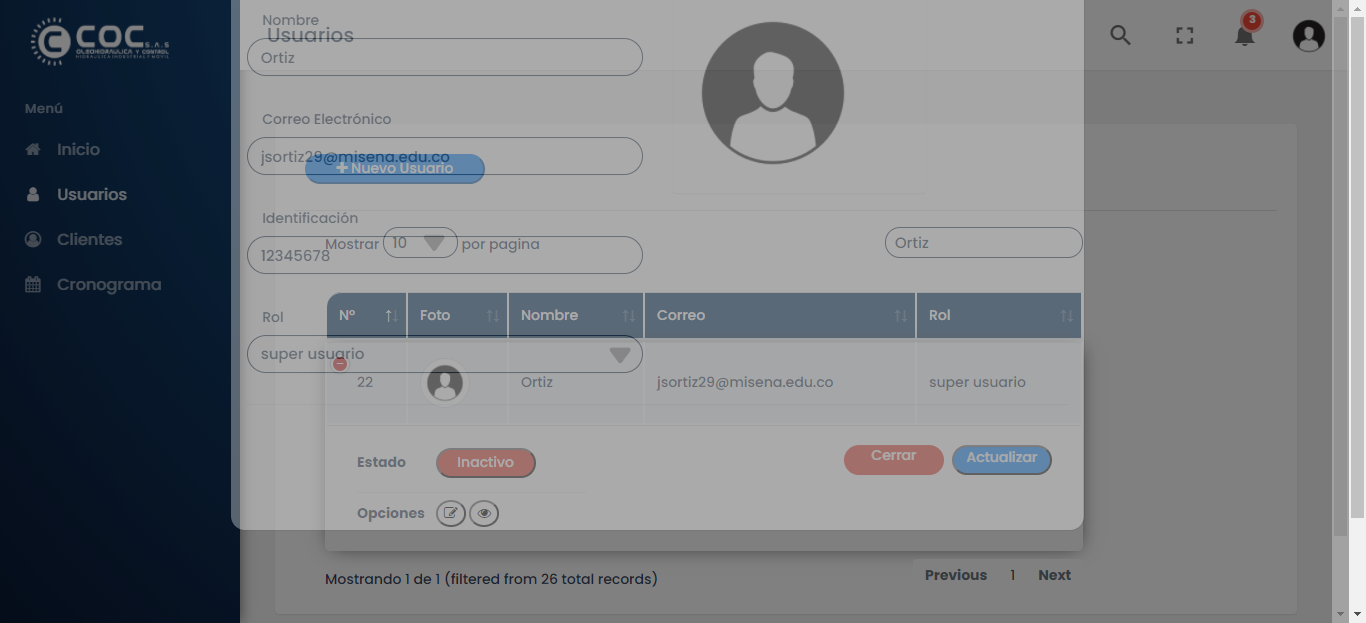 COC S.A.S
OLEOHIDRAULICA Y CONTROL
HIDRAULICA INDUSTRIAL Y MOVIL
Menú
Inicio
Usuarios
Clientes
Cronograma
3
Nombre
Usuarios
Ortiz
Correo Electrónico
jsortiz29@misena.edu.co
Nuevo Usuario
Identificación
Mostrar 10 por pagina
Ortiz
12345678
Rol
super usuario
N° Foto Nombre Correo Rol
22 Ortiz jsortiz29@misena.edu.co super usuario
Estado Inactivo
Cerrar Actualizar
Opciones
Mostrando 1 de 1 (filtered from 26 total records)
Previous 1 Next